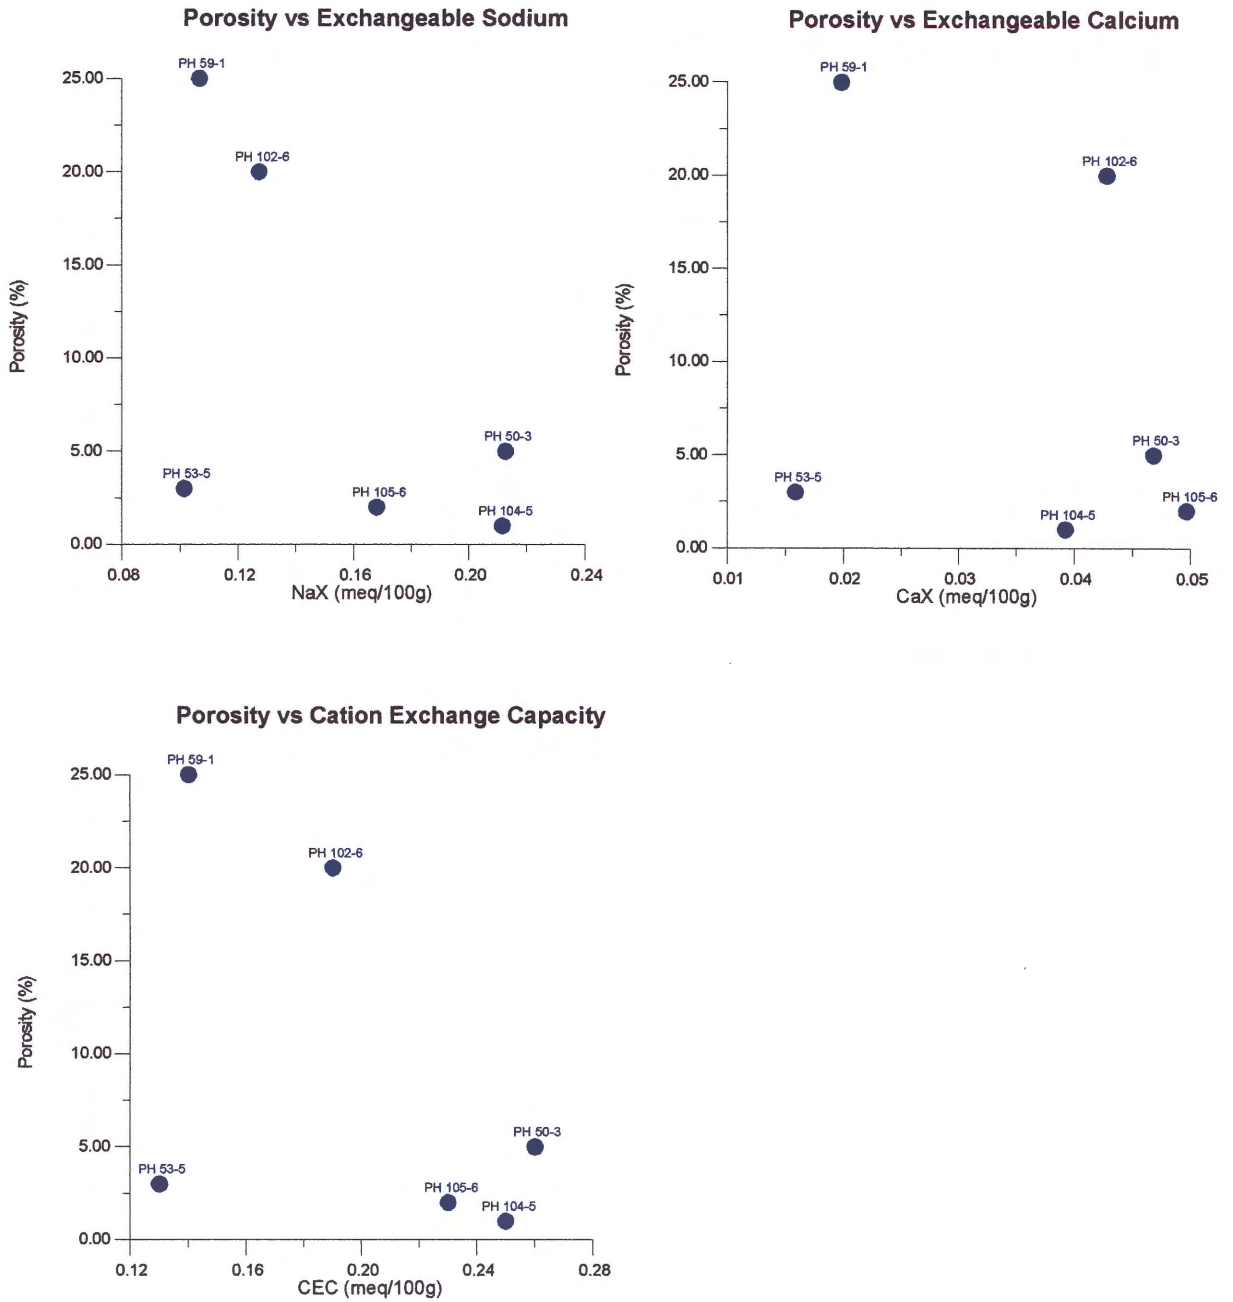 Porosity vs Exchangeable Sodium
PH 59-1
25.00
PH 102-6
20.00
15.00
Porosity (%)
10.00
PH 50-3
5.00
PH 53-5
PH 105-6
PH 104-5
0.00
0.08 0.12 0.16 0.20 0.24
NaX (meq/100g)
Porosity vs Exchangeable Calcium
PH 59-1
25.00
PH 102-6
20.00
15.00
Porosity (%)
10.00
PH 50-3
5.00
PH 53-5
PH 105-6
PH 104-5
0.00
0.01 0.02 0.03 0.04 0.05
CaX (meq/100g)
Porosity vs Cation Exchange Capacity
PH 59-1
25.00
PH 102-6
20.00
15.00
Porosity (%)
10.00
PH 50-3
5.00
PH 53-5
PH 105-6
PH 104-5
0.00
0.12 0.16 0.20 0.24 0.28
CEC (meq/100g)